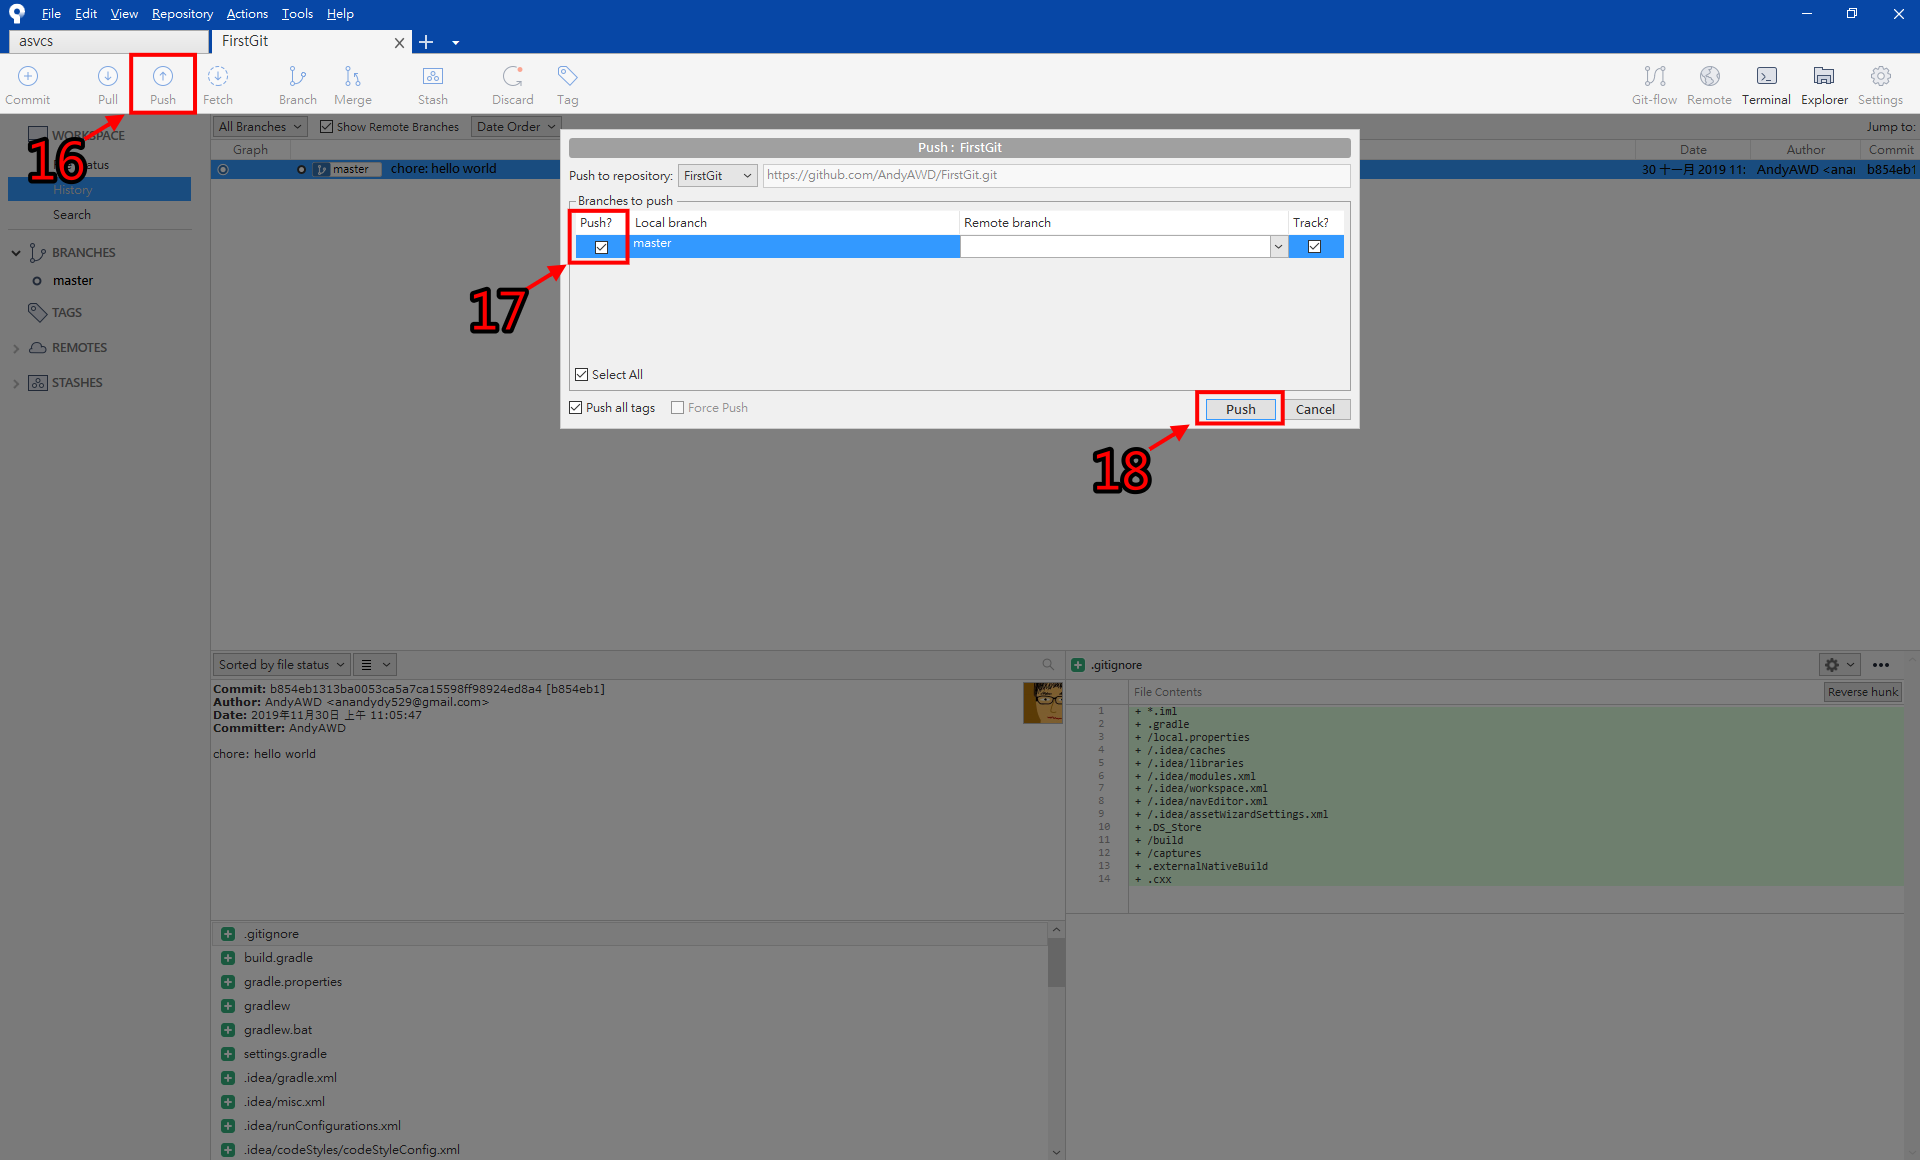 File Edit View Repository Actions Tools Help
asvcs
FirstGit
Commit Pull Push Fetch Branch Merge Stash Discard Tag
Git-flow Remote Terminal Explorer Settings
16
WORKSPACE
History
Search
BRANCHES
master
TAGS
REMOTES
STASHES
All Branches Show Remote Branches Date Order
Jump to:
Graph Date Author Commit
master chore: hello world 30 十一月 2019 11: AndyAWD <anar b854eb1
Push : FirstGit
Push to repository: FirstGit https://github.com/AndyAWD/FirstGit.git
Branches to push
Push? Local branch Remote branch Track?
master
17
Select All
Push all tags Force Push
Push Cancel
18
Sorted by file status
Commit: b854eb1313ba0053ca5a7ca15598ff98924ed8a4 [b854eb1]
Author: AndyAWD <anandydy529@gmail.com>
Date: 2019年11月30日 上午 11:05:47
Committer: AndyAWD
chore: hello world
.gitignore
build.gradle
gradle.properties
gradlew
gradlew.bat
settings.gradle
.idea/gradle.xml
.idea/misc.xml
.idea/runConfigurations.xml
.idea/codeStyles/codeStyleConfig.xml
.gitignore
File Contents Reverse hunk
1 + *.iml
2 + .gradle
3 + /local.properties
4 + /.idea/caches
5 + /.idea/libraries
6 + /.idea/modules.xml
7 + /.idea/workspace.xml
8 + /.idea/navEditor.xml
9 + /.idea/assetWizardSettings.xml
10 + .DS_Store
11 + /build
12 + /captures
13 + .externalNativeBuild
14 + .cxx